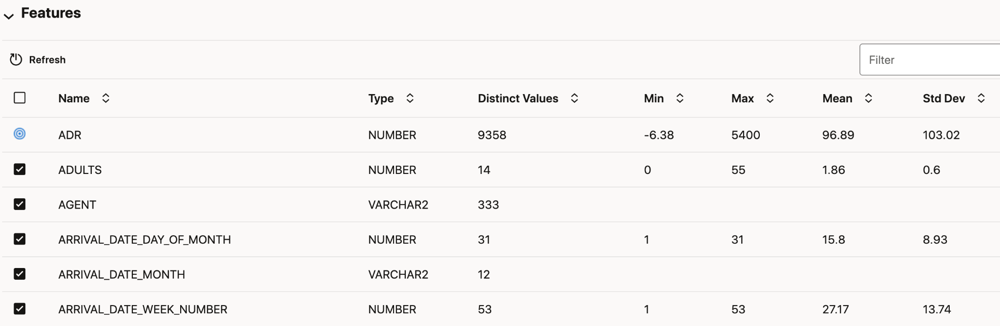 Features
Refresh Filter
Name Type Distinct Values Min Max Mean Std Dev
ADR NUMBER 9358 -6.38 5400 96.89 103.02
ADULTS NUMBER 14 0 55 1.86 0.6
AGENT VARCHAR2 333
ARRIVAL_DATE_DAY_OF_MONTH NUMBER 31 1 31 15.8 8.93
ARRIVAL_DATE_MONTH VARCHAR2 12
ARRIVAL_DATE_WEEK_NUMBER NUMBER 53 1 53 27.17 13.74